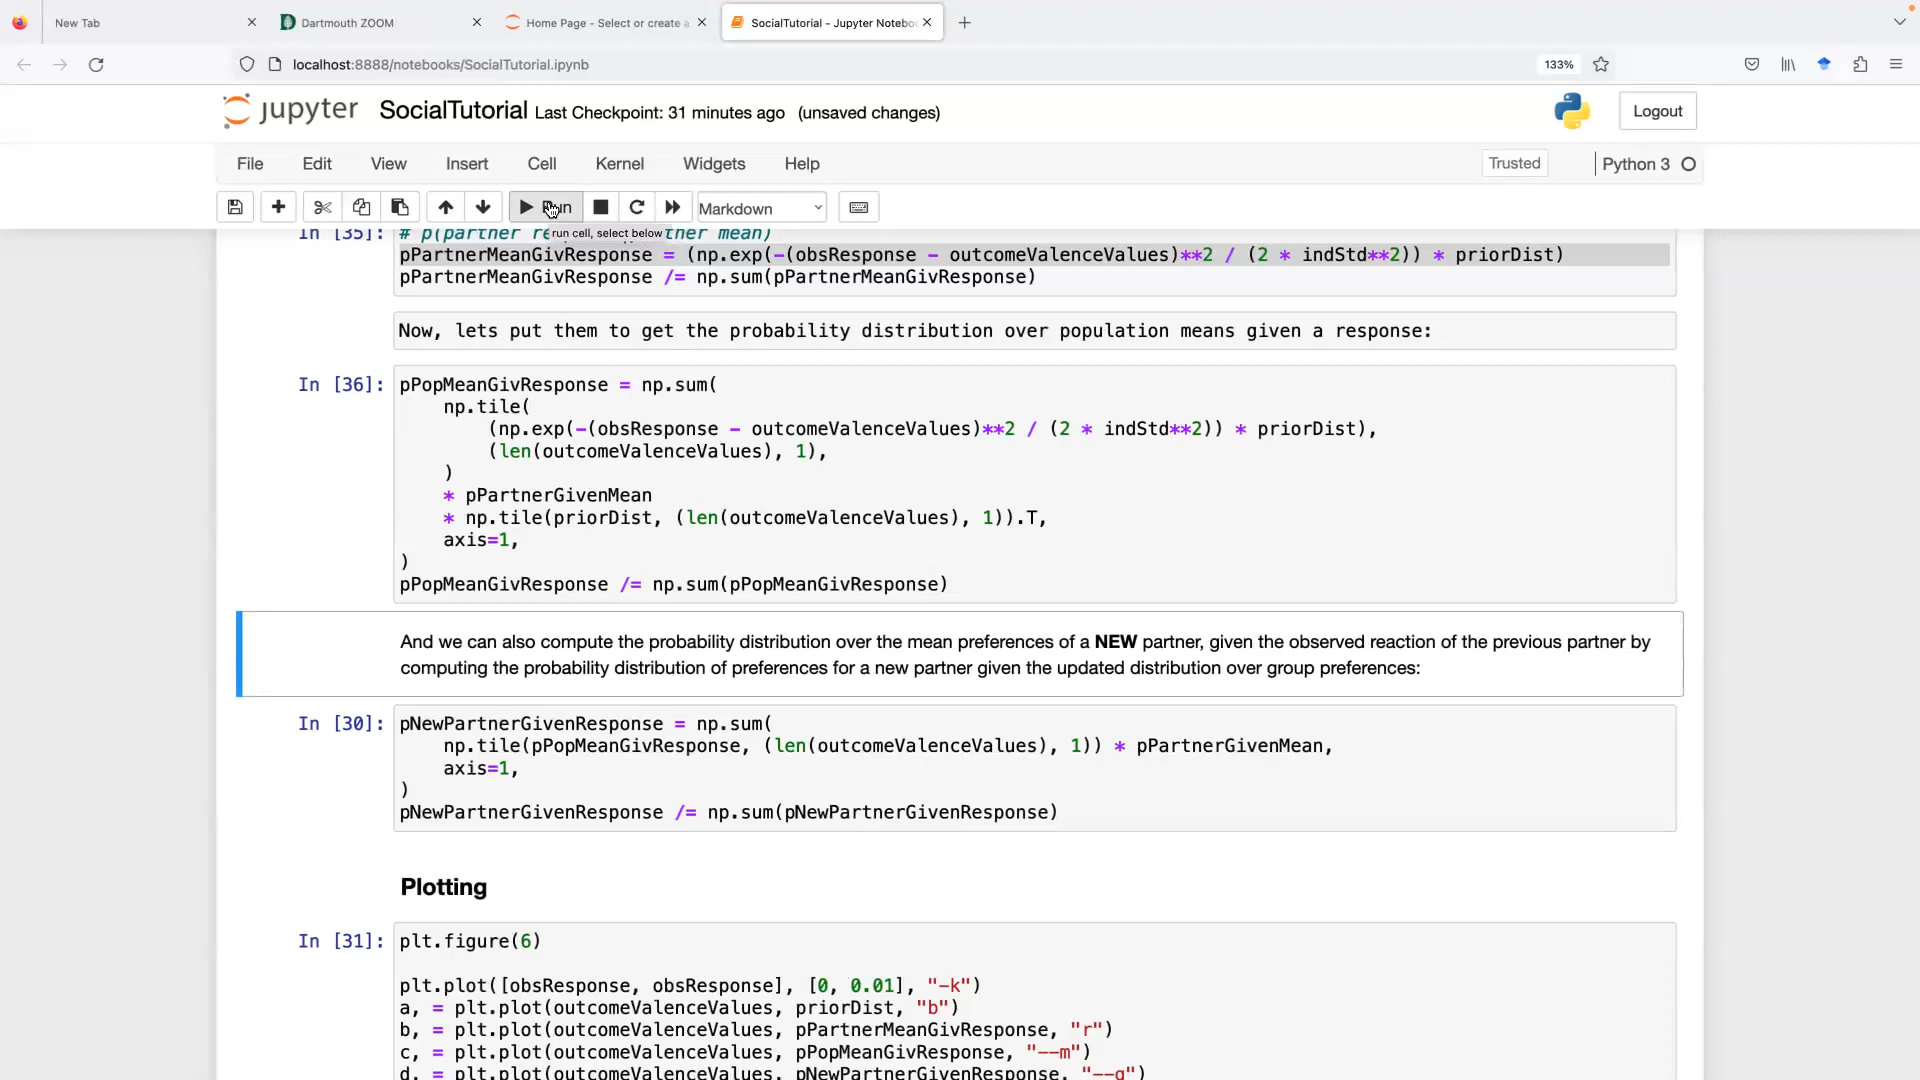 New Tab
Dartmouth ZOOM
Home Page - Select or create a
SocialTutorial - Jupyter Notebo
localhost:8888/notebooks/SocialTutorial.ipynb
133%
jupyter
SocialTutorial Last Checkpoint: 31 minutes ago (unsaved changes)
Logout
File Edit View Insert Cell Kernel Widgets Help
Trusted
Python 3
Run
Markdown
run cell, select below
In [35]:
# p(partner mean)
pPartnerMeanGivResponse = (np.exp(-(obsResponse - outcomeValenceValues)**2 / (2 * indStd**2)) * priorDist)
pPartnerMeanGivResponse /= np.sum(pPartnerMeanGivResponse)
Now, lets put them to get the probability distribution over population means given a response:
In [36]:
pPopMeanGivResponse = np.sum(
np.tile(
(np.exp(-(obsResponse - outcomeValenceValues)**2 / (2 * indStd**2)) * priorDist),
(len(outcomeValenceValues), 1),
)
* pPartnerGivenMean
* np.tile(priorDist, (len(outcomeValenceValues), 1)).T,
axis=1,
)
pPopMeanGivResponse /= np.sum(pPopMeanGivResponse)
And we can also compute the probability distribution over the mean preferences of a NEW partner, given the observed reaction of the previous partner by
computing the probability distribution of preferences for a new partner given the updated distribution over group preferences:
In [30]:
pNewPartnerGivenResponse = np.sum(
np.tile(pPopMeanGivResponse, (len(outcomeValenceValues), 1)) * pPartnerGivenMean,
axis=1,
)
pNewPartnerGivenResponse /= np.sum(pNewPartnerGivenResponse)
Plotting
In [31]:
plt.figure(6)
plt.plot([obsResponse, obsResponse], [0, 0.01], "-k")
a, = plt.plot(outcomeValenceValues, priorDist, "b")
b, = plt.plot(outcomeValenceValues, pPartnerMeanGivResponse, "r")
c, = plt.plot(outcomeValenceValues, pPopMeanGivResponse, "--m")
d, = plt.plot(outcomeValenceValues, pNewPartnerGivenResponse, "--g")